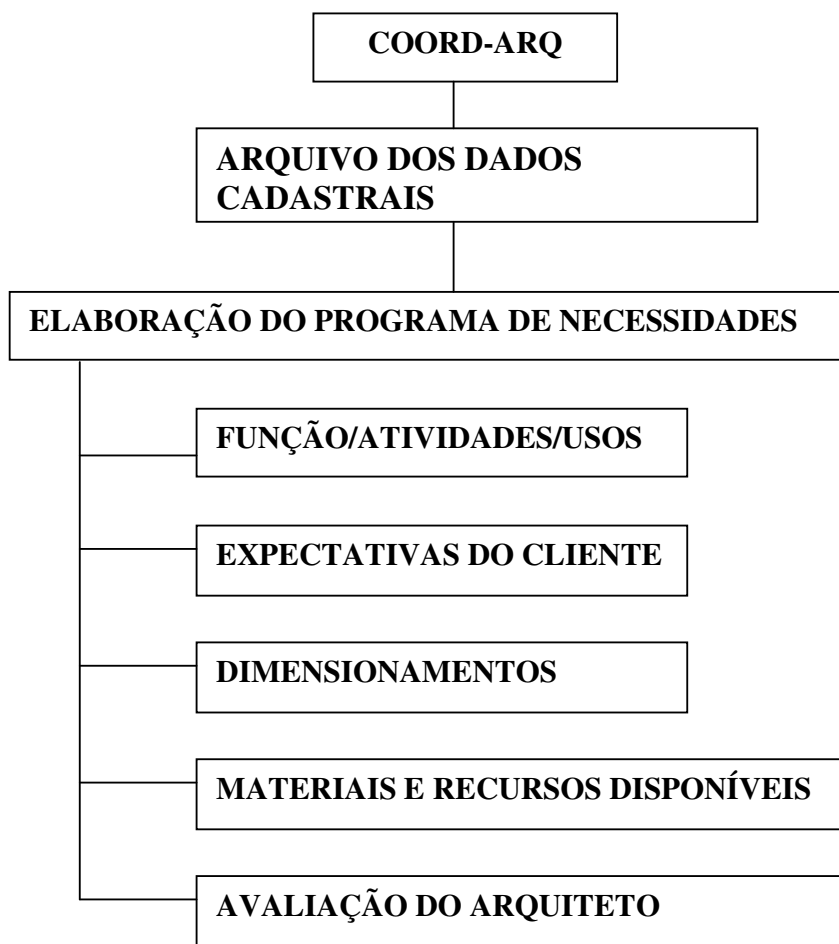 COORD-ARQ
ARQUIVO DOS DADOS
CADASTRAIS
ELABORAÇÃO DO PROGRAMA DE NECESSIDADES
FUNÇÃO/ATIVIDADES/USOS
EXPECTATIVAS DO CLIENTE
DIMENSIONAMENTOS
MATERIAIS E RECURSOS DISPONÍVEIS
AVALIAÇÃO DO ARQUITETO